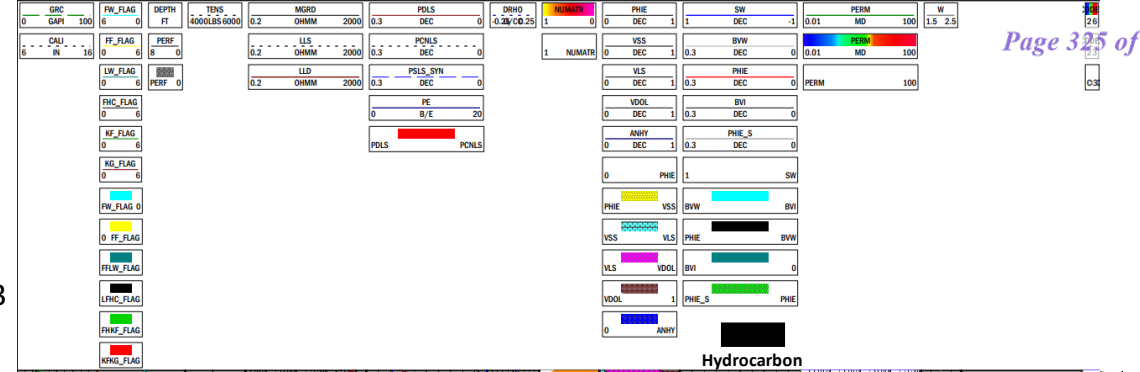 GRC FW_FLAG DEPTH TENS MGRD PDLS DRHO NUMATR PHIE SW PERM W
0 GAPI 100 6 0 FT 4000LBS6000 0.2 OHMM 2000 0.3 DEC 0 1 0 0 DEC 1 1 DEC -1 0.01 MD 100 1.5 2.5 26
CALI FF_FLAG PERF LLS PCNLS VSS BVW PERM
6 IN 16 0 6 8 0 0.2 OHMM 2000 0.3 DEC 0 1 NUMATR 0 DEC 1 0.3 DEC 0 0.01 MD 100
Page 325 of
LW_FLAG LLD PSLS_SYN VLS PHIE
0 6 PERF 0 0.2 OHMM 2000 0.3 DEC 0 0 DEC 1 0.3 DEC 0 PERM 100
FHC_FLAG PE VDOL BVI
0 6 0 B/E 20 0 DEC 1 0.3 DEC 0
KF_FLAG ANHY PHIE_S
0 6 PDLS PCNLS 0 DEC 1 0.3 DEC 0
KG_FLAG
0 6 0 PHIE 1 SW
FW_FLAG 0 PHIE VSS BVW BVI
0 FF_FLAG VSS VLS PHIE BVW
FFLW_FLAG VLS VDOL BVI 0
LFHC_FLAG VDOL 1 PHIE_S PHIE
3
FHKF_FLAG 0 ANHY
KFKG_FLAG
Hydrocarbon